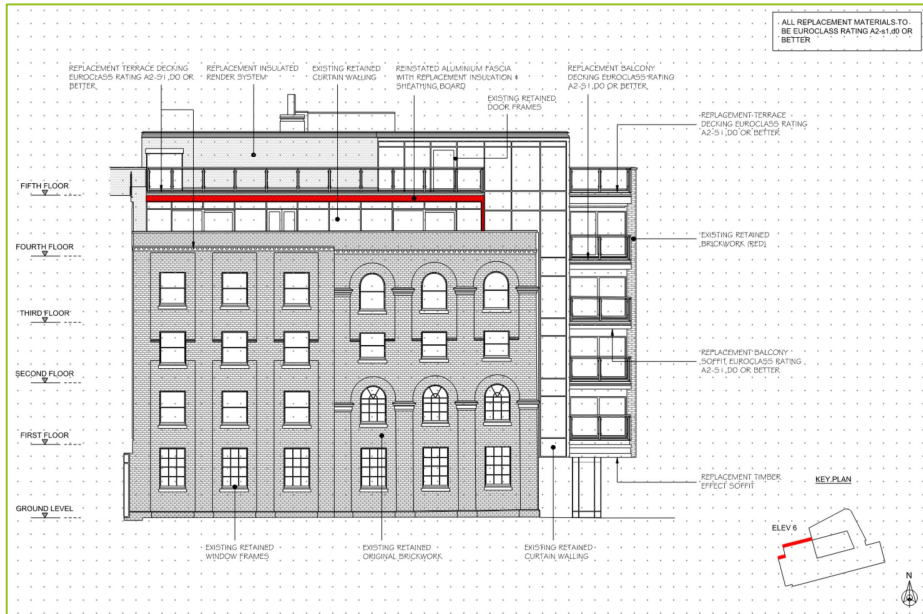 ALL REPLACEMENT MATERIALS TO
BE EUROCLASS RATING A2-s1,d0 OR
BETTER
REPLACEMENT TERRACE DECKING
EUROCLASS RATING A2-S1,D0 OR
BETTER
REPLACEMENT INSULATED
RENDER SYSTEM
EXISTING RETAINED
CURTAIN WALLING
REINSTATED ALUMINIUM FASCIA
WITH REPLACEMENT INSULATION &
SHEATHING BOARD
EXISTING RETAINED
DOOR FRAMES
REPLACEMENT BALCONY
DECKING EUROCLASS RATING
A2-S1,D0 OR BETTER
REPLACEMENT TERRACE
DECKING EUROCLASS RATING
A2-S1,D0 OR BETTER
FIFTH FLOOR
EXISTING RETAINED
BRICKWORK (RED)
FOURTH FLOOR
THIRD FLOOR
REPLACEMENT BALCONY
SOFFIT EUROCLASS RATING
A2-S1,D0 OR BETTER
SECOND FLOOR
FIRST FLOOR
REPLACEMENT TIMBER
EFFECT SOFFIT
KEY PLAN
GROUND LEVEL
ELEV 6
EXISTING RETAINED
WINDOW FRAMES
EXISTING RETAINED
ORIGINAL BRICKWORK
EXISTING RETAINED
CURTAIN WALLING
N